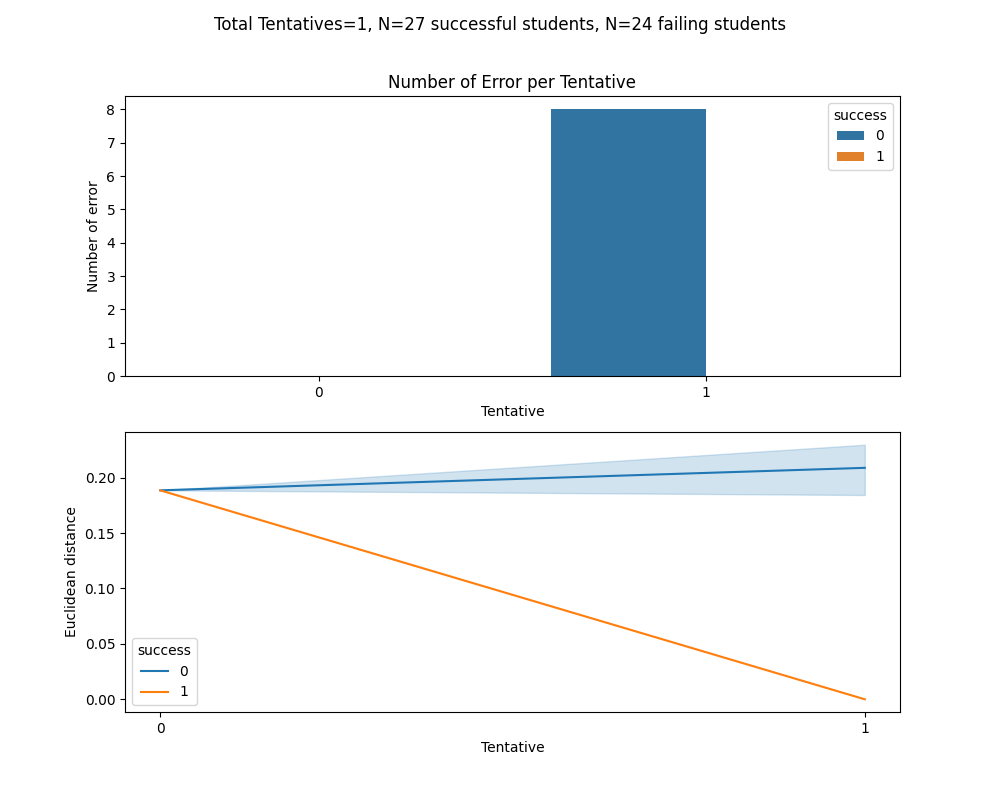 Total Tentatives=1, N=27 successful students, N=24 failing students
Number of Error per Tentative
8
7
6
5
4
3
2
1
0
Number of error
success
0
1
0 1
Tentative
0.20
0.15
0.10
0.05
0.00
Euclidean distance
success
0
1
0 1
Tentative